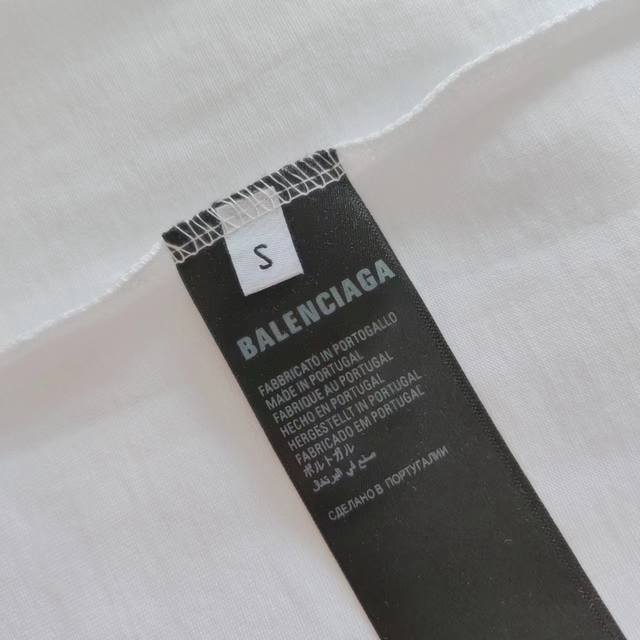 S
BALENCIAGA
FABBRICATO IN PORTOGALLO
MADE IN PORTUGAL
FABRIQUE AU PORTUGAL
HECHO EN PORTUGAL
HERGESTELLT IN PORTUGAL
FABRICADO EM PORTUGAL
ポルトガル
صنع في البرتغال
СДЕЛАНО В ПОРТУГАЛИИ